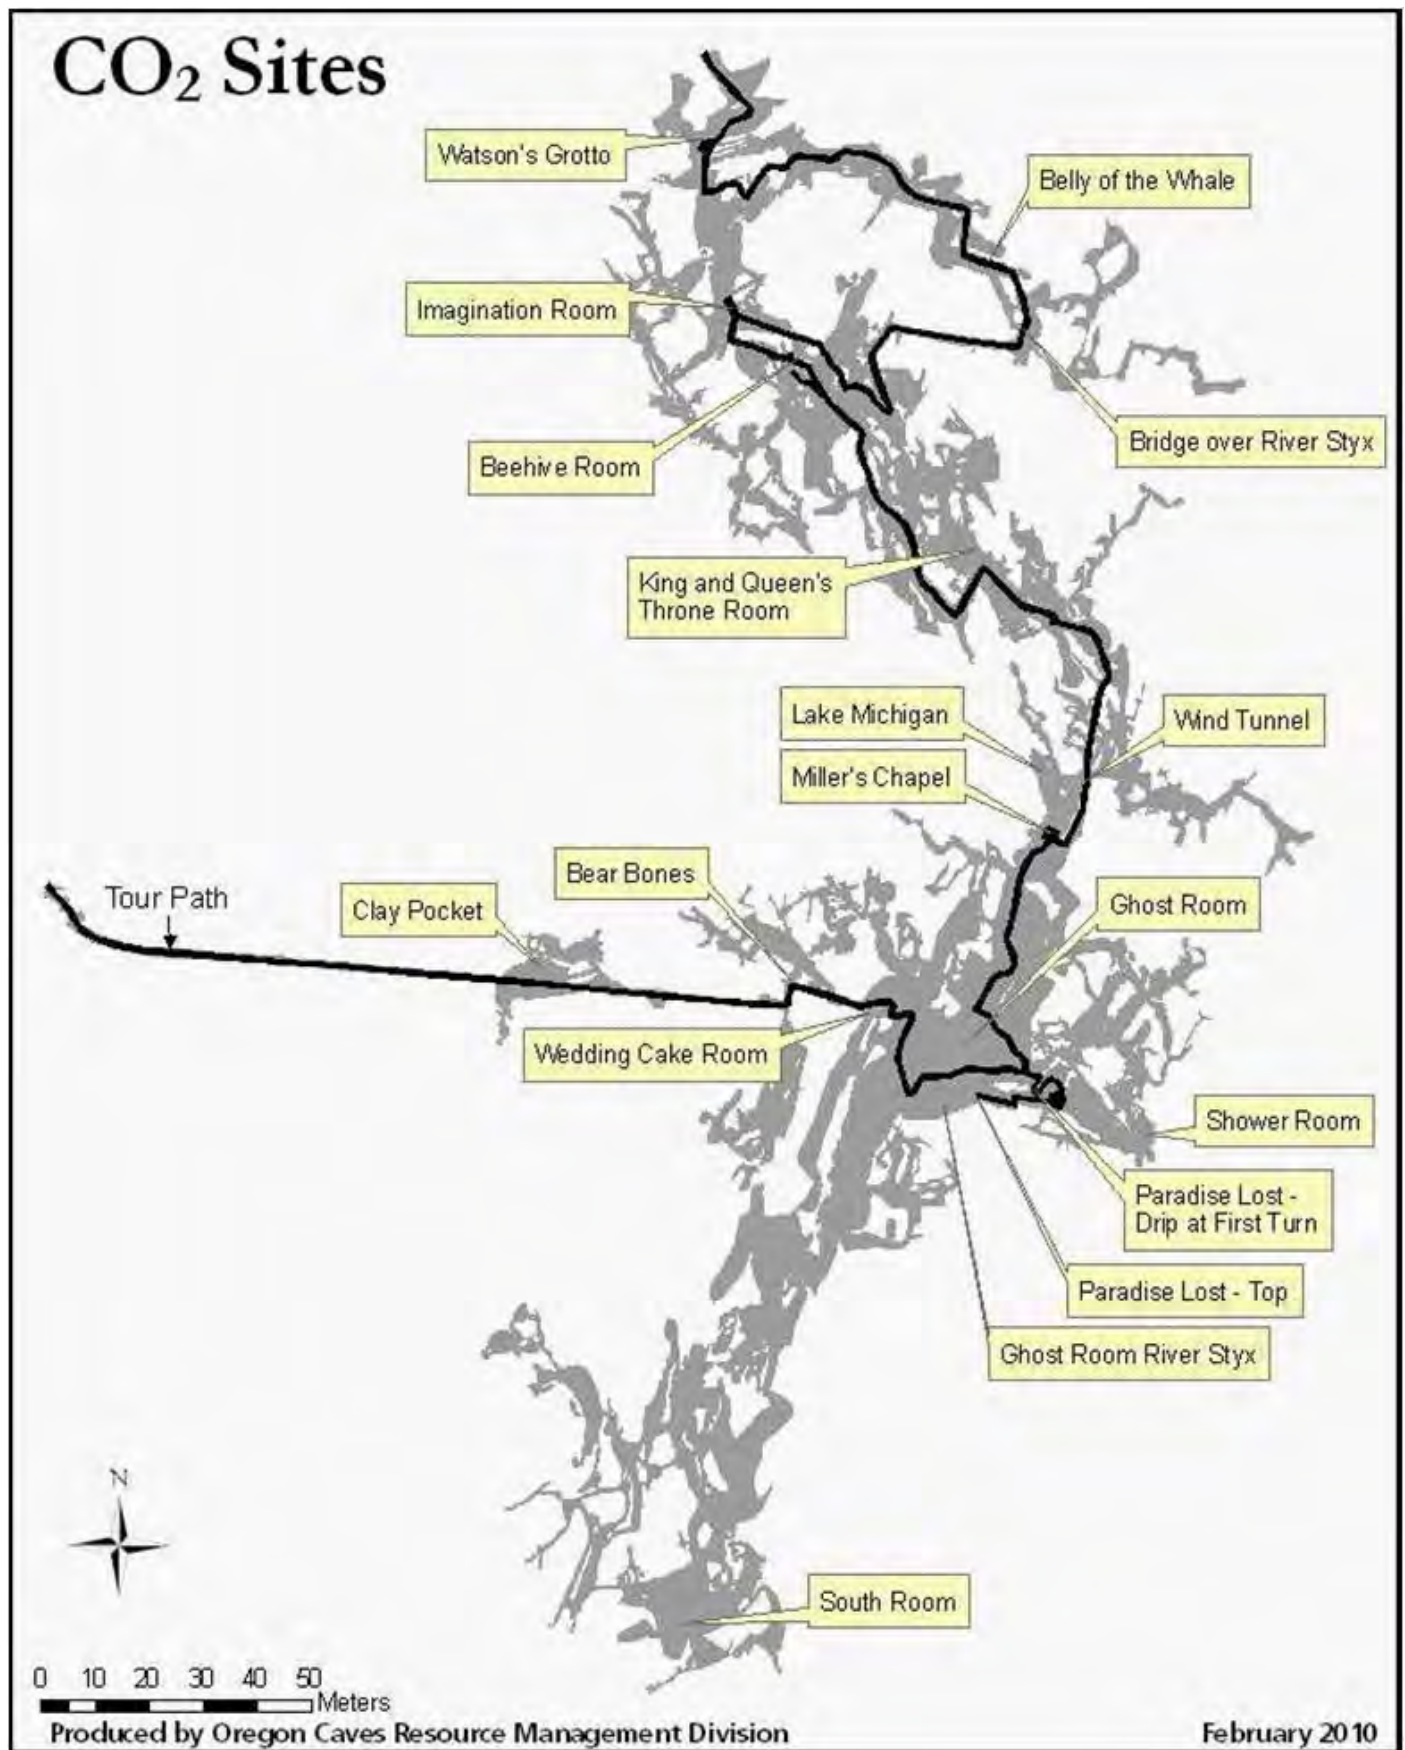 CO₂ Sites
Watson's Grotto
Belly of the Whale
Imagination Room
Bridge over River Styx
Beehive Room
King and Queen's
Throne Room
Lake Michigan
Wind Tunnel
Miller's Chapel
Bear Bones
Tour Path
Clay Pocket
Ghost Room
Wedding Cake Room
Shower Room
Paradise Lost -
Drip at First Turn
Paradise Lost - Top
Ghost Room River Styx
N
South Room
0 10 20 30 40 50
Meters
Produced by Oregon Caves Resource Management Division
February 2010